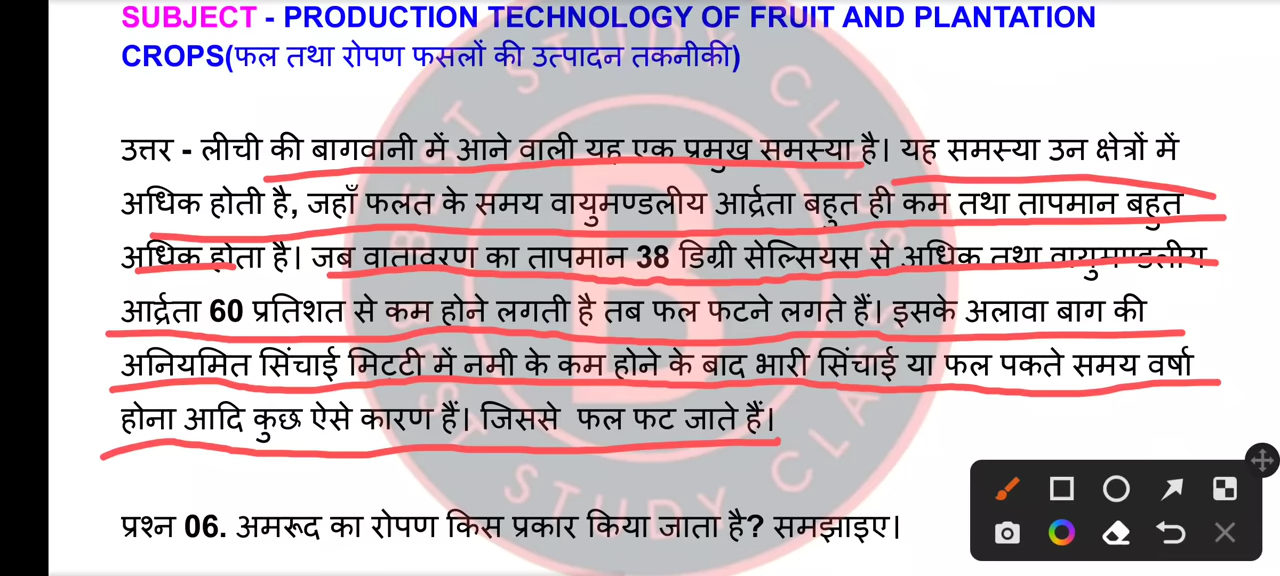 SUBJECT - PRODUCTION TECHNOLOGY OF FRUIT AND PLANTATION
CROPS(फल तथा रोपण फसलों की उत्पादन तकनीकी)
उत्तर - लीची की बागवानी में आने वाली यह एक प्रमुख समस्या है। यह समस्या उन क्षेत्रों में
अधिक होती है, जहाँ फलत के समय वायुमण्डलीय आर्द्रता बहुत ही कम तथा तापमान बहुत
अधिक होता है। जब वातावरण का तापमान 38 डिग्री सेल्सियस से अधिक तथा वायुमण्डलीय
आर्द्रता 60 प्रतिशत से कम होने लगती है तब फल फटने लगते हैं। इसके अलावा बाग की
अनियमित सिंचाई मिटटी में नमी के कम होने के बाद भारी सिंचाई या फल पकते समय वर्षा
होना आदि कुछ ऐसे कारण हैं। जिससे फल फट जाते हैं।
प्रश्न 06. अमरूद का रोपण किस प्रकार किया जाता है? समझाइए।
BEST STUDY CLASSES
B
STUDY